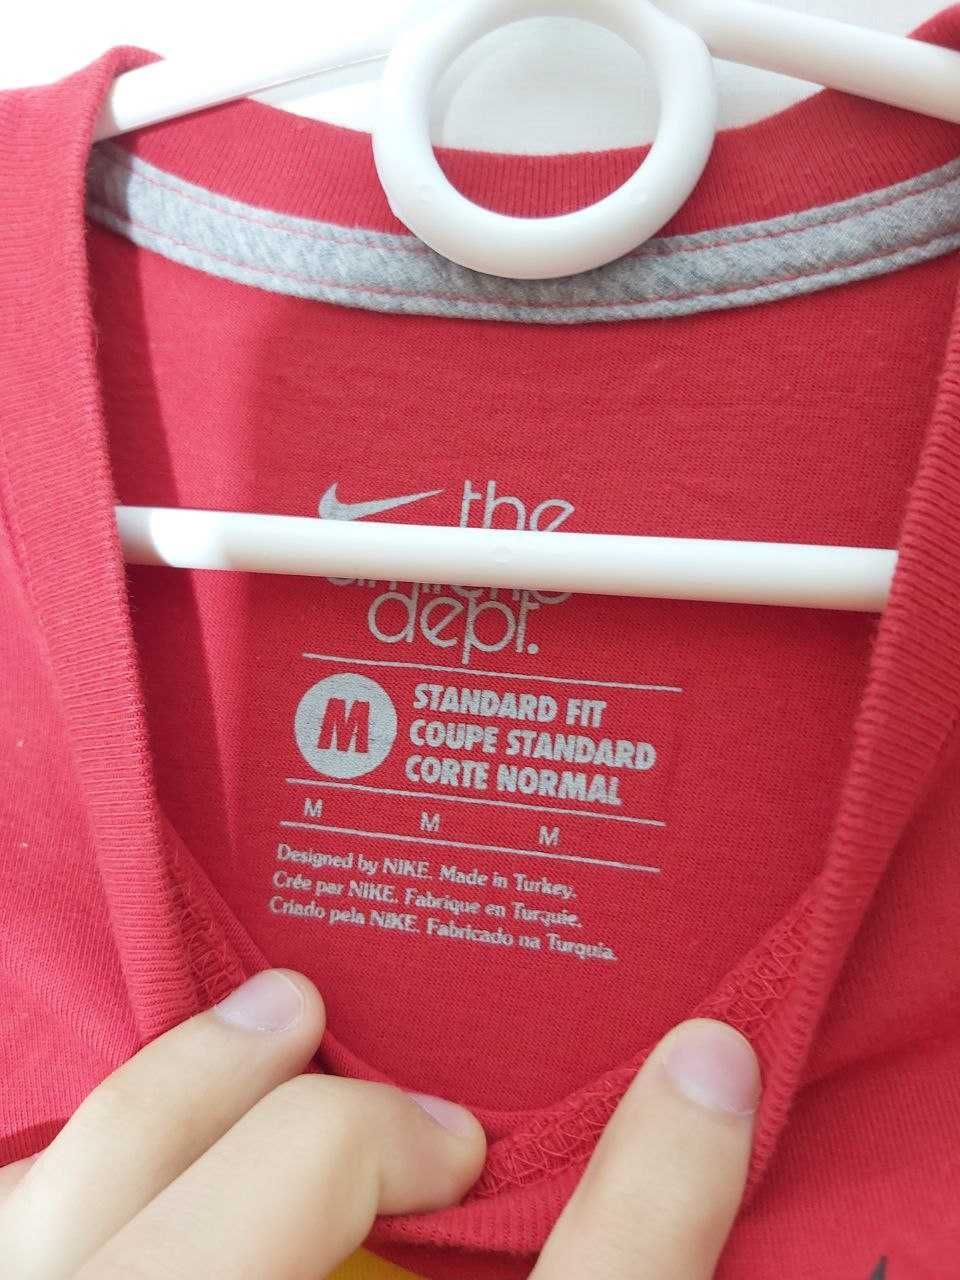 the
dept.
M
STANDARD FIT
COUPE STANDARD
CORTE NORMAL
M M M
Designed by NIKE. Made in Turkey.
Crée par NIKE. Fabrique en Turquie.
Criado pela NIKE. Fabricado na Turquia.